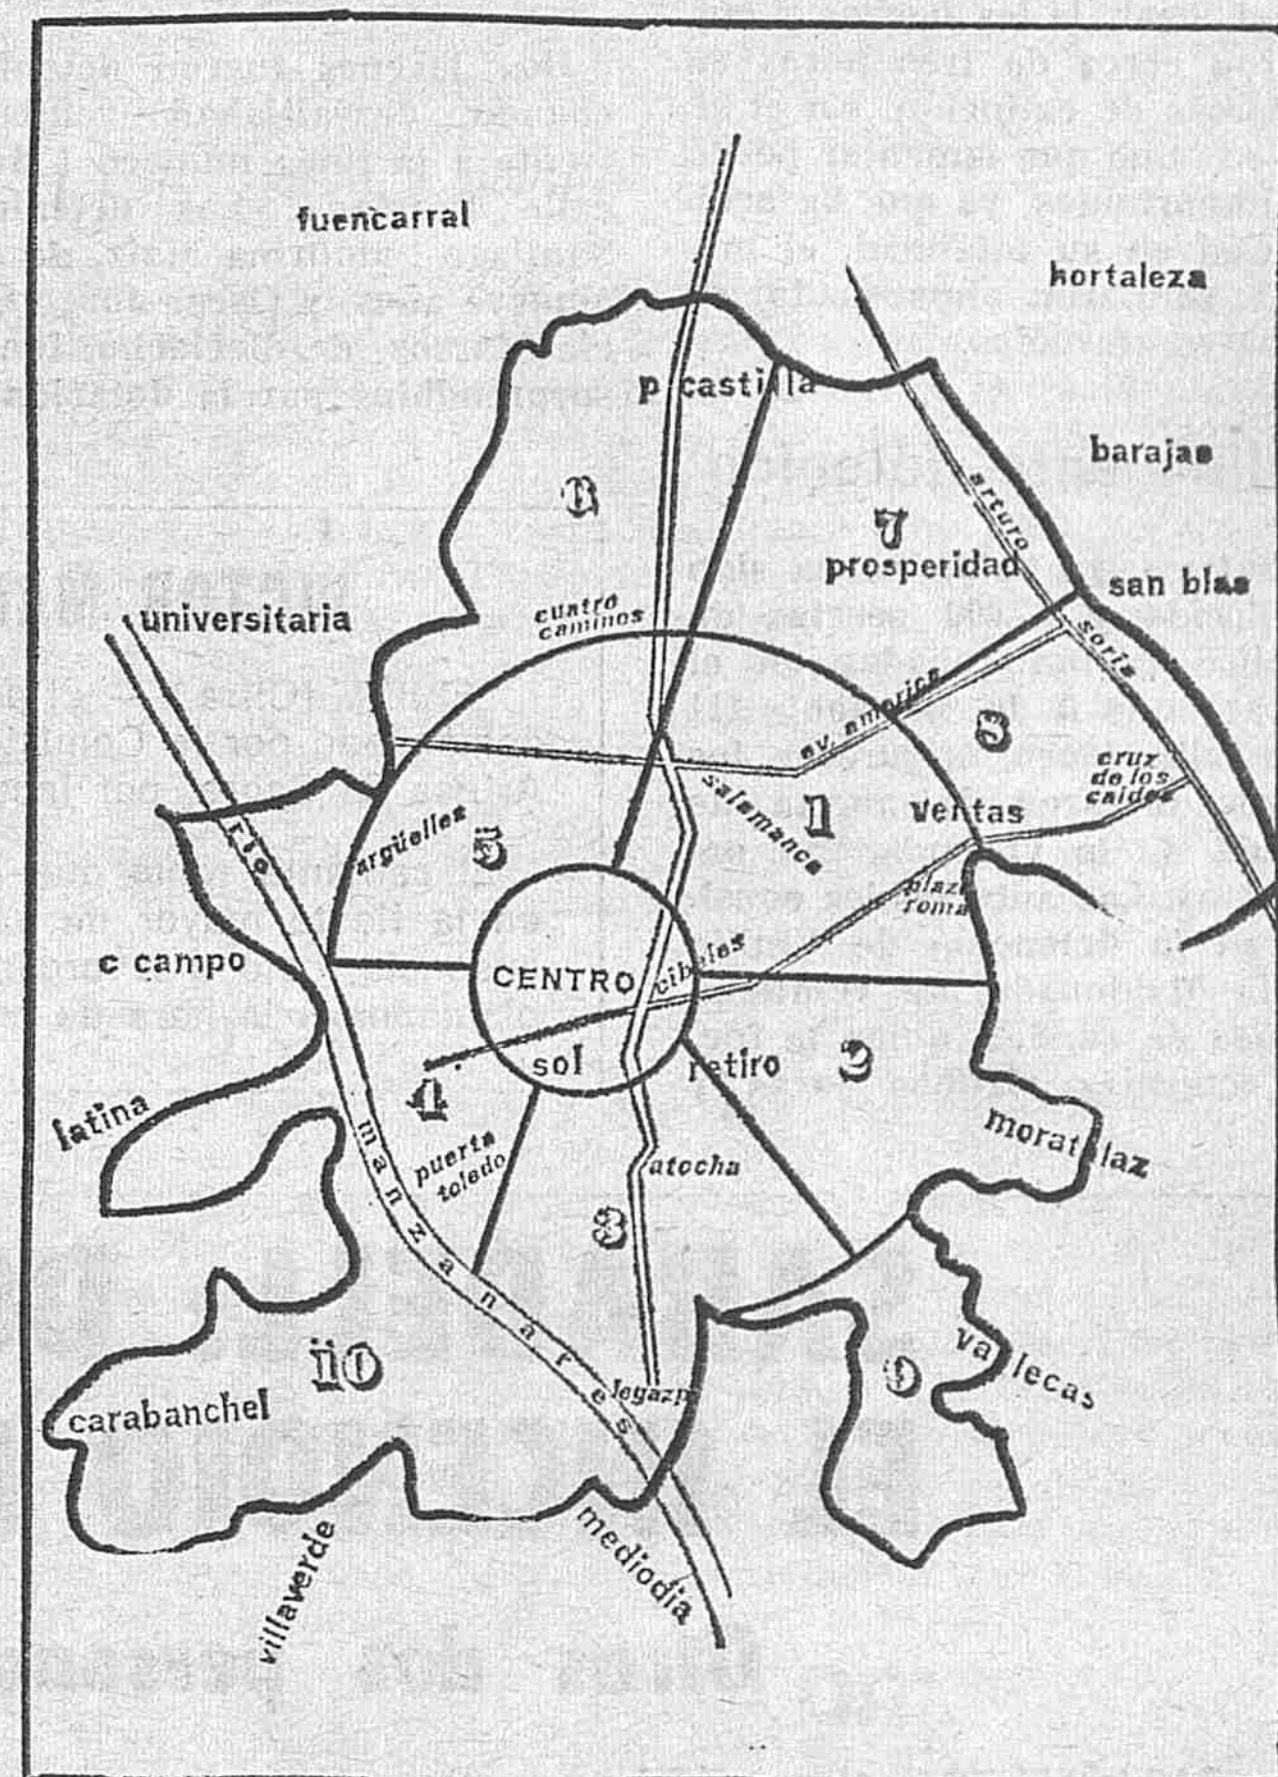 fuencarral
hortaleza
p castilla
barajas
6
arturo
7
prosperidad
san blas
cuatro
caminos
universitaria
soria
av. america
8
cruz
de los
caidos
salamanca
1
ventas
rio
argüelles
5
plaza
roma
c campo
CENTRO
cibeles
sol
retiro
2
4
latina
moratalaz
manzanares
puerta
toledo
atocha
3
10
vallecas
9
carabanchel
legazpi
mediodia
villaverde